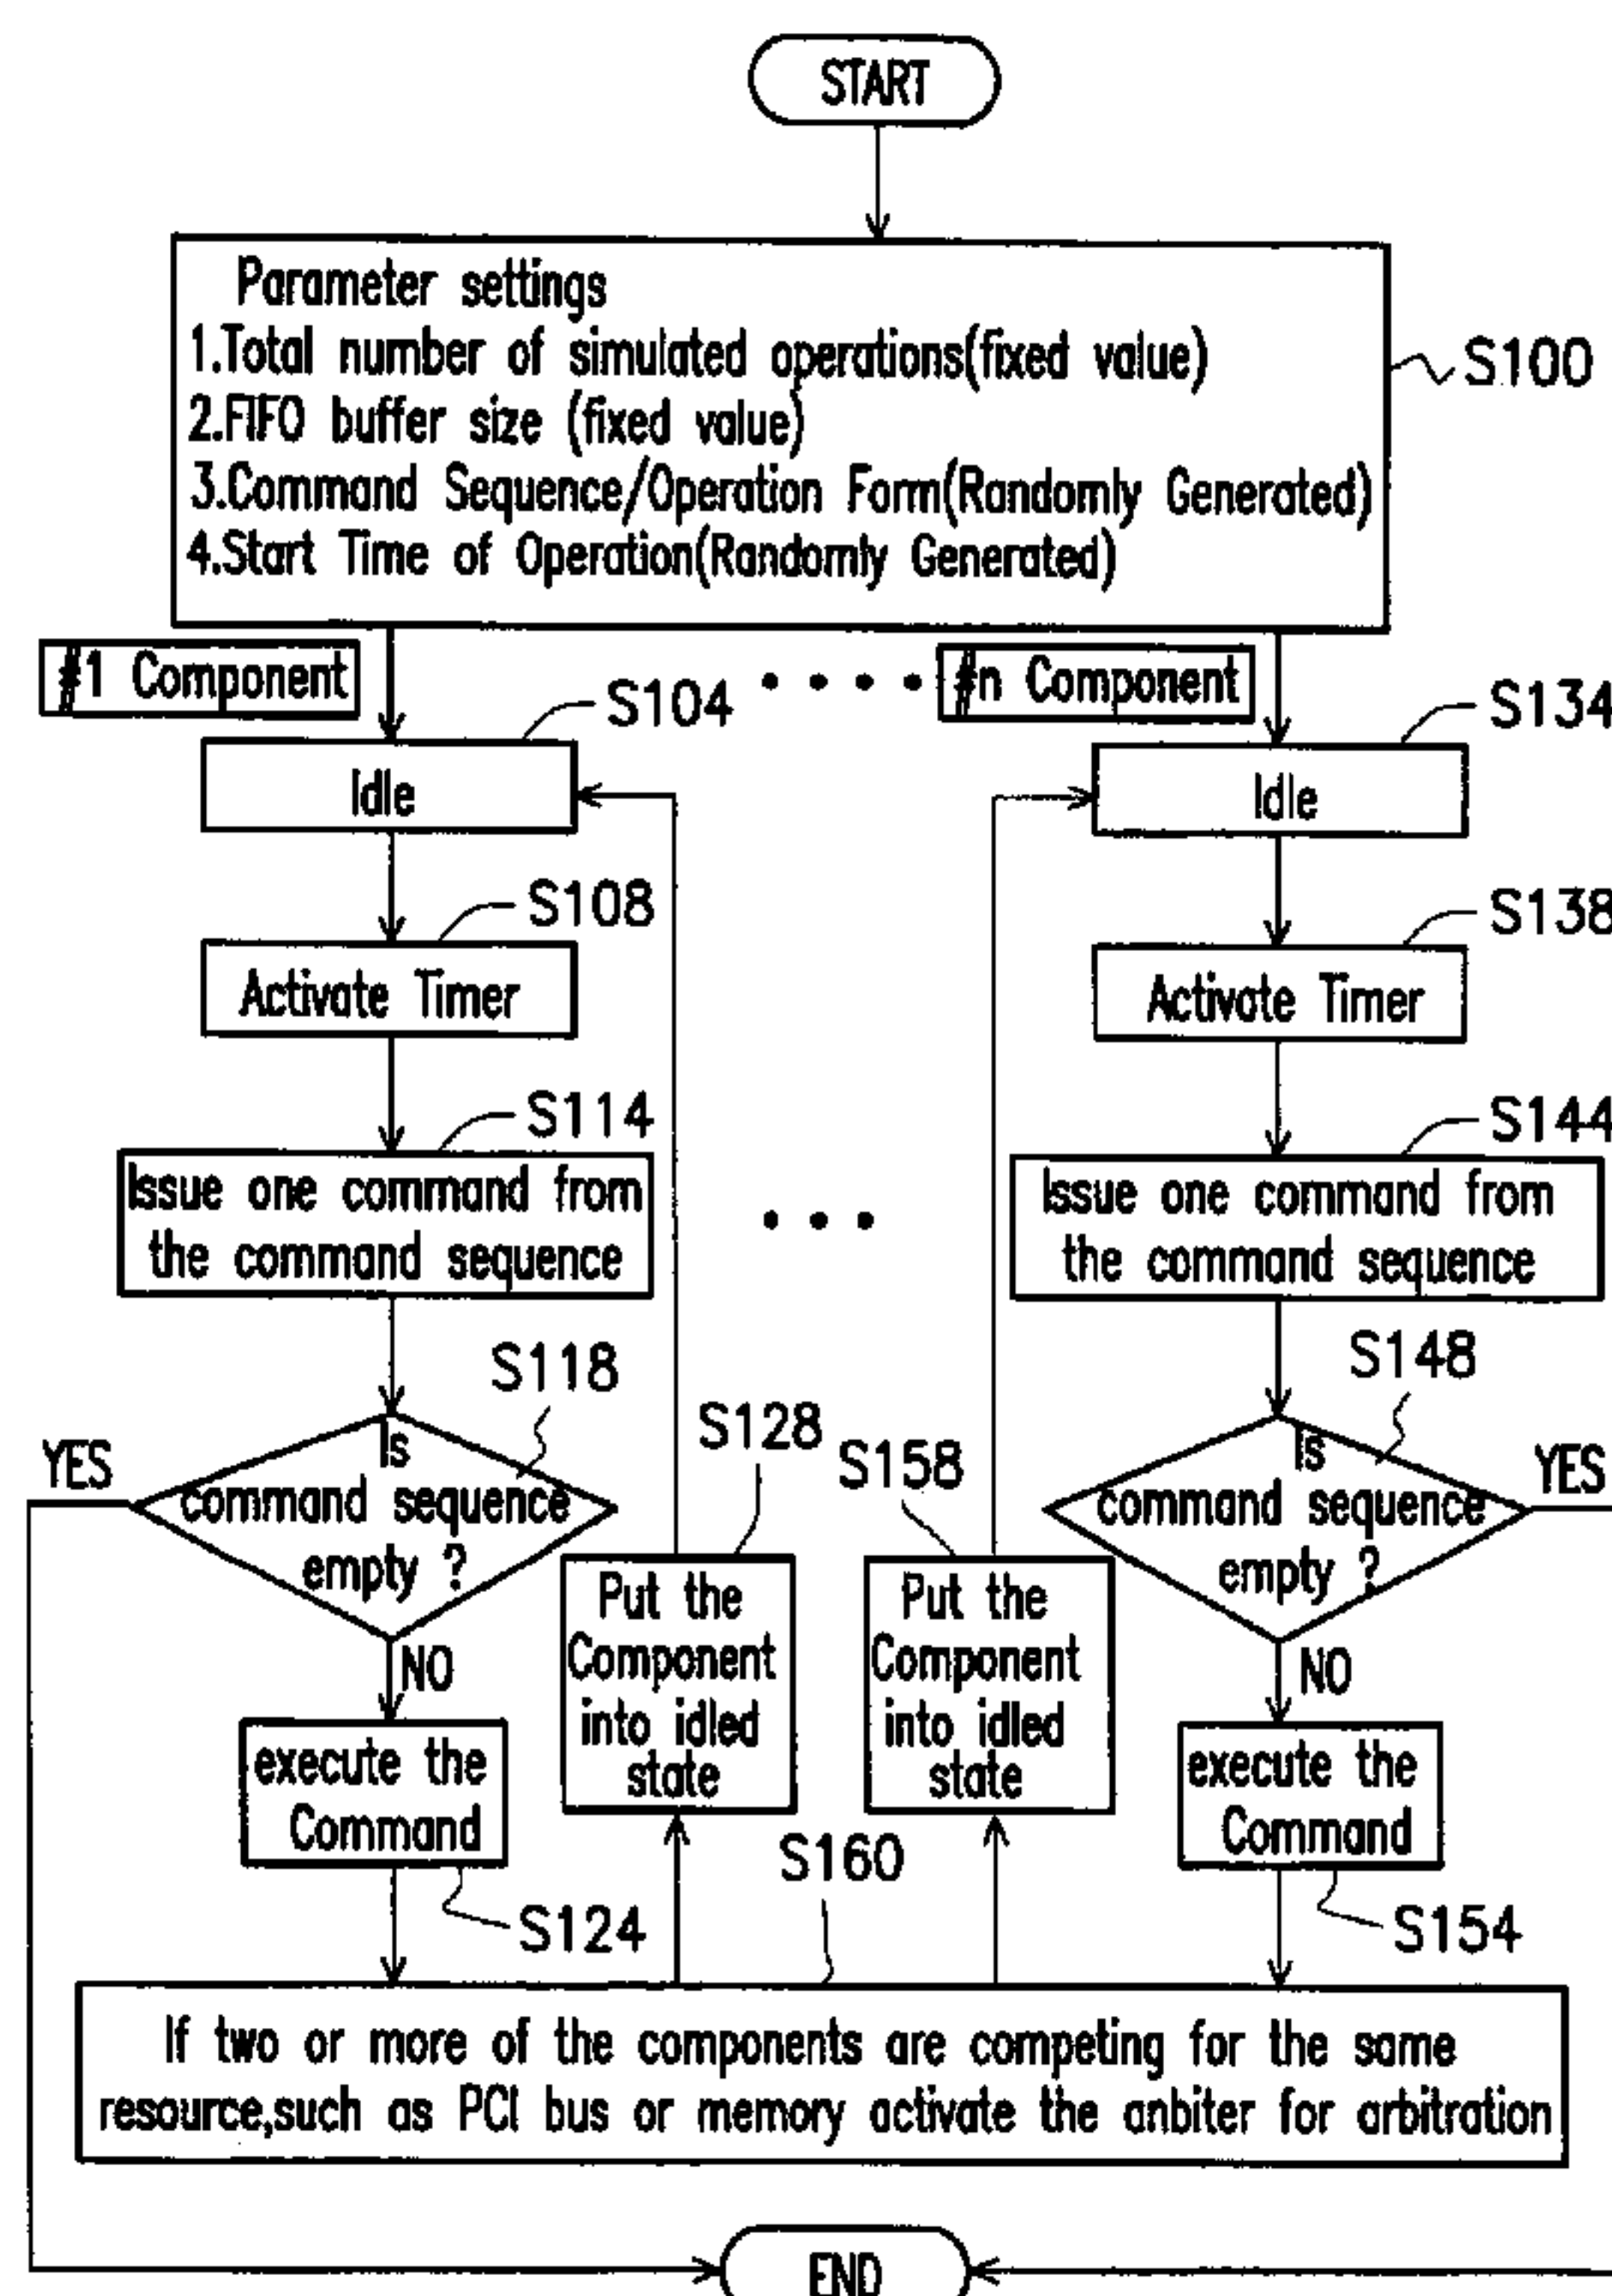 START
Parameter settings
1.Total number of simulated operations(fixed value)
2.FIFO buffer size (fixed value)
3.Command Sequence/Operation Form(Randomly Generated)
4.Start Time of Operation(Randomly Generated)
S100
#1 Component
#n Component
S104
S134
Idle
Idle
S108
S138
Activate Timer
Activate Timer
S114
S144
Issue one command from
the command sequence
Issue one command from
the command sequence
S118
S148
YES
Is
command sequence
empty ?
S128
S158
Is
command sequence
empty ?
YES
NO
Put the
Component
into idled
state
Put the
Component
into idled
state
NO
execute the
Command
execute the
Command
S124
S160
S154
If two or more of the components are competing for the same
resource,such as PCI bus or memory activate the anbiter for arbitration
END